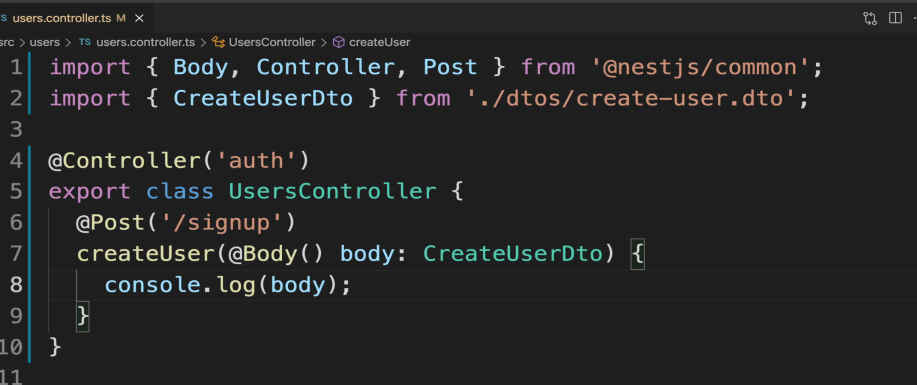 TS users.controller.ts M ×
src > users > TS users.controller.ts > UsersController > createUser
1 import { Body, Controller, Post } from '@nestjs/common';
2 import { CreateUserDto } from './dtos/create-user.dto';
3
4 @Controller('auth')
5 export class UsersController {
6   @Post('/signup')
7   createUser(@Body() body: CreateUserDto) {
8     console.log(body);
9   }
10 }
11